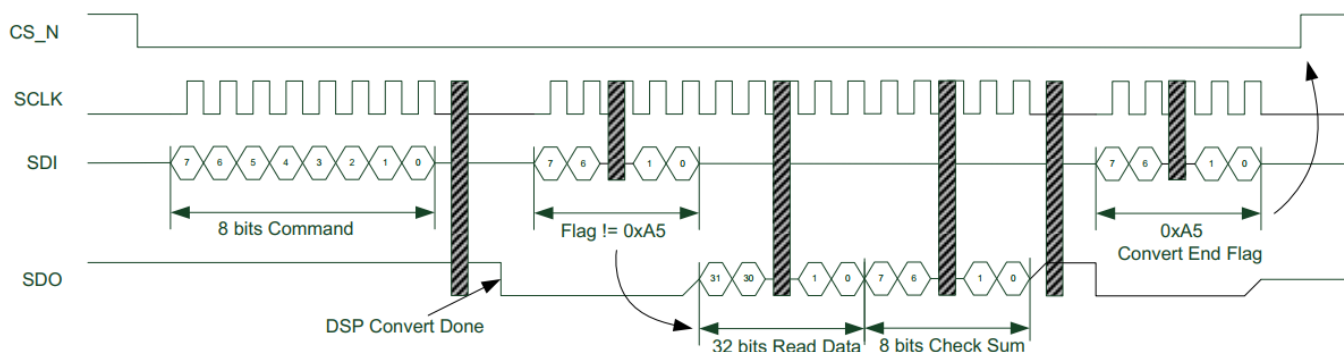 CS_N
SCLK
SDI
7 6 5 4 3 2 1 0 7 6 1 0 7 6 1 0
8 bits Command
Flag != 0xA5
0xA5
Convert End Flag
SDO
31 30 1 0 7 6 1 0
DSP Convert Done
32 bits Read Data
8 bits Check Sum